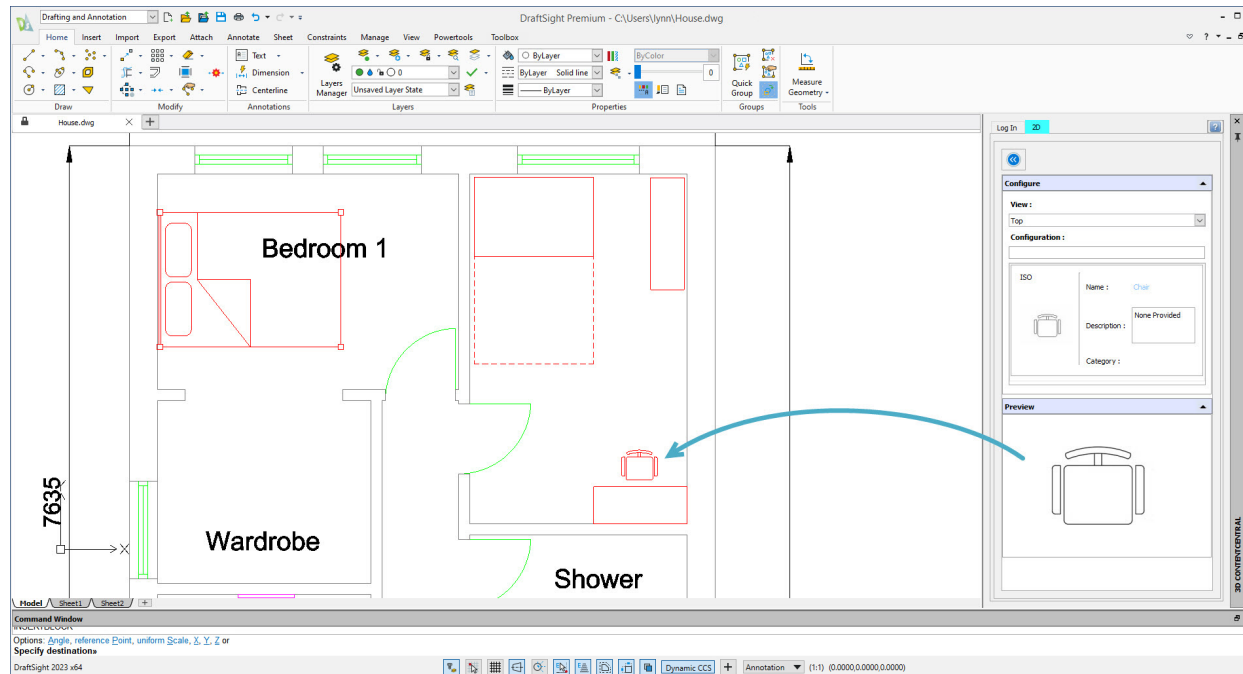 Drafting and Annotation
DraftSight Premium - C:\Users\lynn\House.dwg
Home Insert Import Export Attach Annotate Sheet Constraints Manage View Powertools Toolbox
Text
Dimension
Centerline
Layers Manager
0
Unsaved Layer State
ByLayer
ByLayer Solid line
ByLayer
ByColor
0
Quick Group
Measure Geometry
Draw Modify Annotations Layers Properties Groups Tools
House.dwg
Log In 2D
Configure
View :
Top
Configuration :
ISO
Name : Chair
Description : None Provided
Category :
Preview
3D CONTENTCENTRAL
Bedroom 1
7635
X
Wardrobe
Shower
Model Sheet1 Sheet2
Command Window
INSERTBLOCK
Options: Angle, reference Point, uniform Scale, X, Y, Z or
Specify destination»
DraftSight 2023 x64
Dynamic CCS
Annotation
(1:1) (0.0000,0.0000,0.0000)